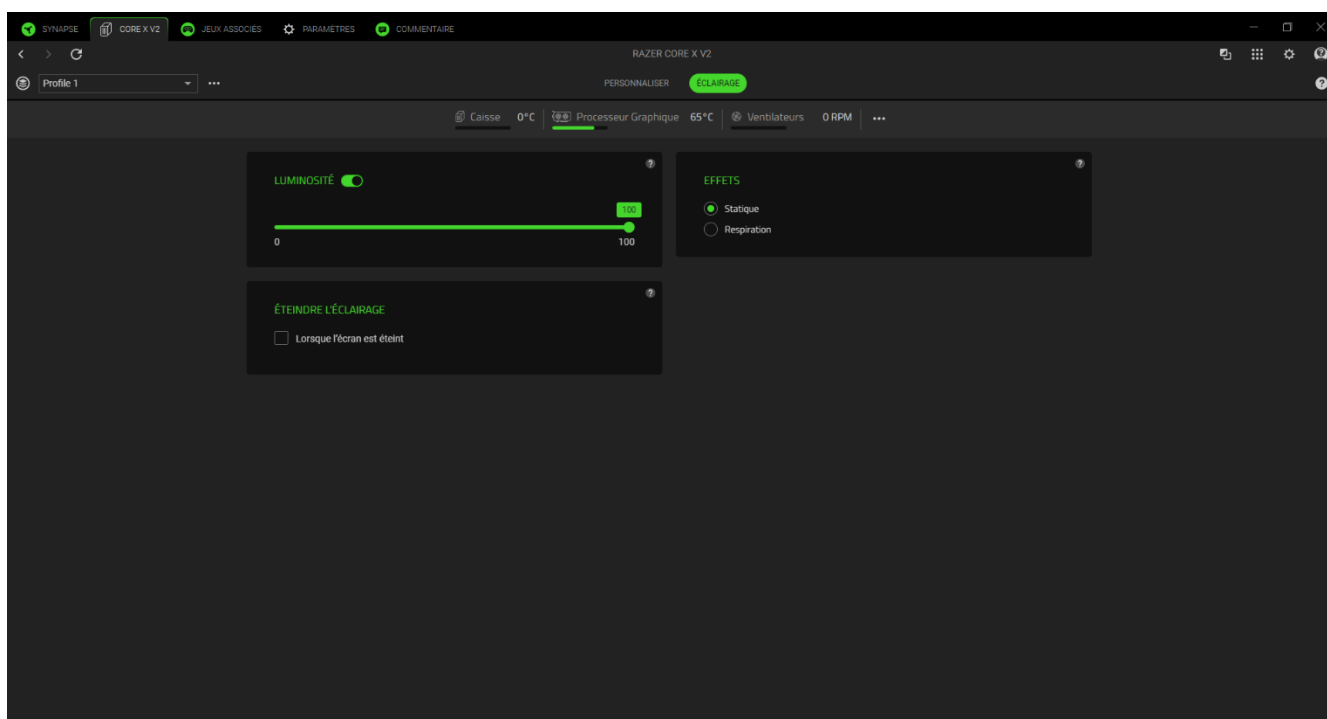 SYNAPSE CORE X V2 JEUX ASSOCIÉS PARAMÈTRES COMMENTAIRE
RAZER CORE X V2
Profile 1 PERSONNALISER ÉCLAIRAGE
Caisse 0°C Processeur Graphique 65°C Ventilateurs 0 RPM
LUMINOSITÉ
100
0 100
EFFETS
Statique
Respiration
ÉTEINDRE L'ÉCLAIRAGE
Lorsque l'écran est éteint